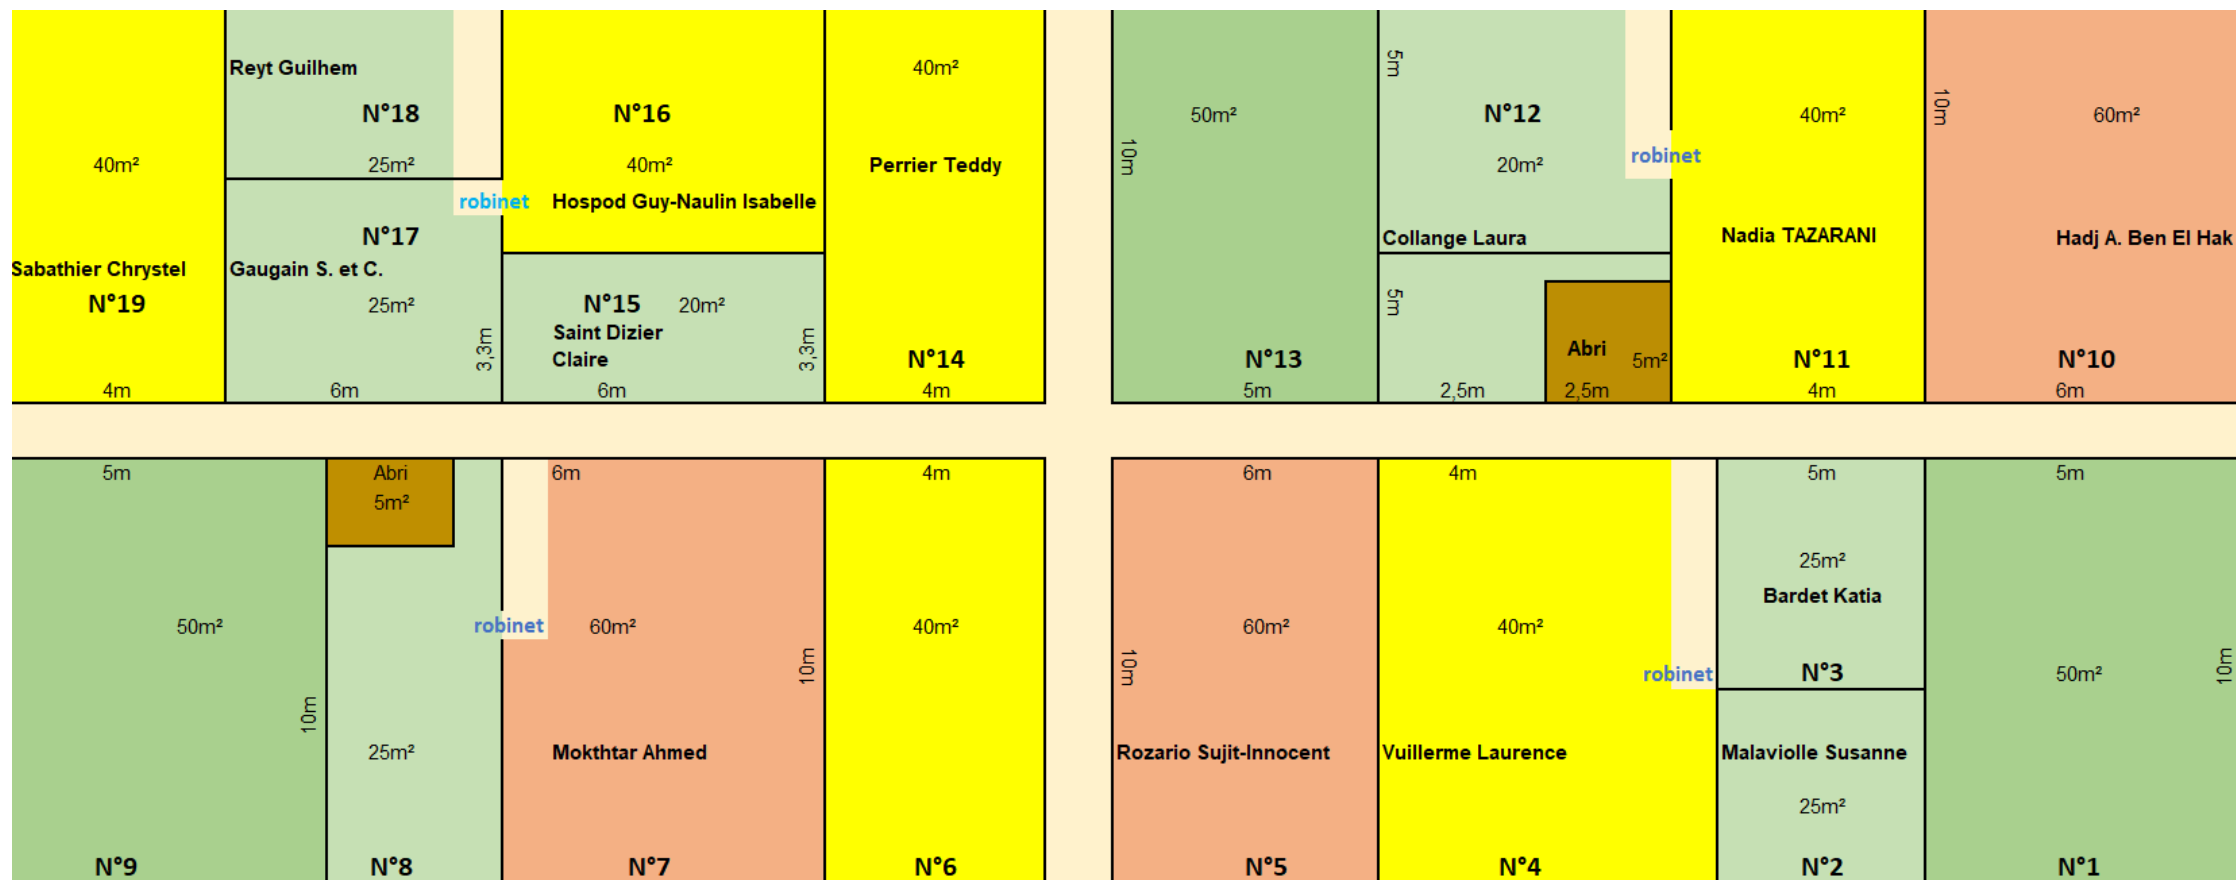 Reyt Guilhem
N°18
25m²
N°16
40m²
Hospod Guy-Naulin Isabelle
40m²
Perrier Teddy
N°14
4m
40m²
Sabathier Chrystel
N°19
4m
robinet
N°17
Gaugain S. et C.
25m²
6m
3,3m
N°15 20m²
Saint Dizier
Claire
6m
3,3m
50m²
10m
N°13
5m
5m
N°12
20m²
robinet
Collange Laura
5m
2,5m
Abri
5m²
2,5m
40m²
Nadia TAZARANI
N°11
4m
10m
60m²
Hadj A. Ben El Hak
N°10
6m
5m
50m²
10m
N°9
Abri
5m²
25m²
N°8
robinet
6m
60m²
10m
Mokthtar Ahmed
N°7
4m
40m²
N°6
6m
60m²
10m
Rozario Sujit-Innocent
N°5
4m
40m²
robinet
Vuillerme Laurence
N°4
5m
25m²
Bardet Katia
N°3
Malaviolle Susanne
25m²
N°2
5m
50m²
10m
N°1